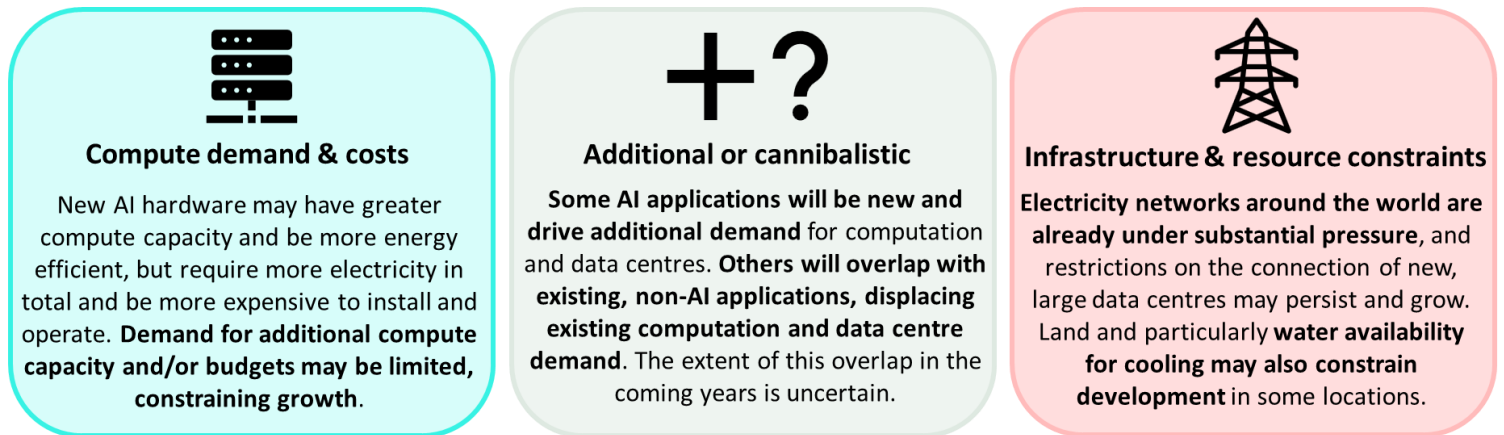 +?
Compute demand & costs
New AI hardware may have greater
compute capacity and be more energy
efficient, but require more electricity in
total and be more expensive to install and
operate. Demand for additional compute
capacity and/or budgets may be limited,
constraining growth.
Additional or cannibalistic
Some AI applications will be new and
drive additional demand for computation
and data centres. Others will overlap with
existing, non-AI applications, displacing
existing computation and data centre
demand. The extent of this overlap in the
coming years is uncertain.
Infrastructure & resource constraints
Electricity networks around the world are
already under substantial pressure, and
restrictions on the connection of new,
large data centres may persist and grow.
Land and particularly water availability
for cooling may also constrain
development in some locations.